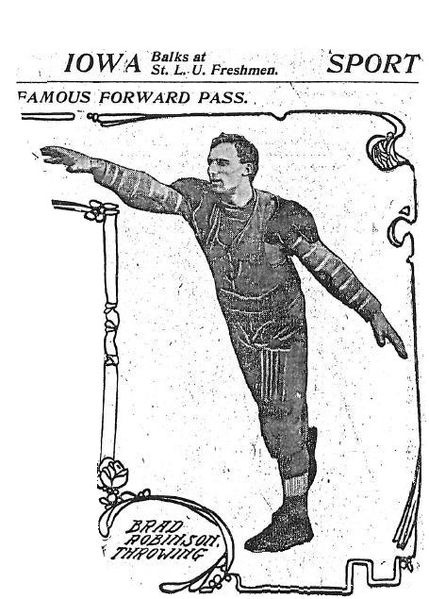 IOWA Balks at St. L. U. Freshmen. SPORT
FAMOUS FORWARD PASS.
BRAD
ROBINSON.
THROWING